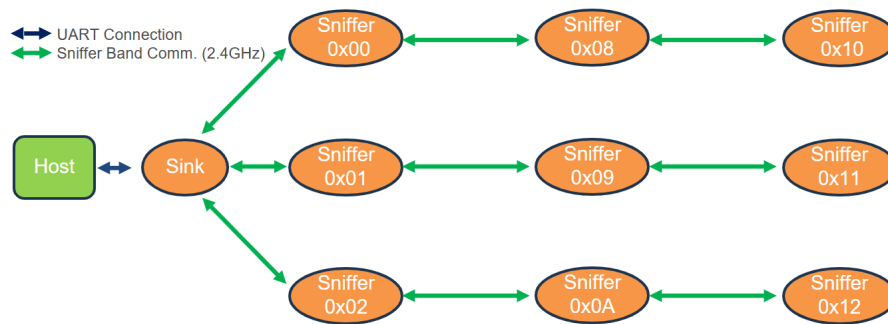 UART Connection
Sniffer Band Comm. (2.4GHz)
Sniffer
0x00
Sniffer
0x08
Sniffer
0x10
Host
Sink
Sniffer
0x01
Sniffer
0x09
Sniffer
0x11
Sniffer
0x02
Sniffer
0x0A
Sniffer
0x12